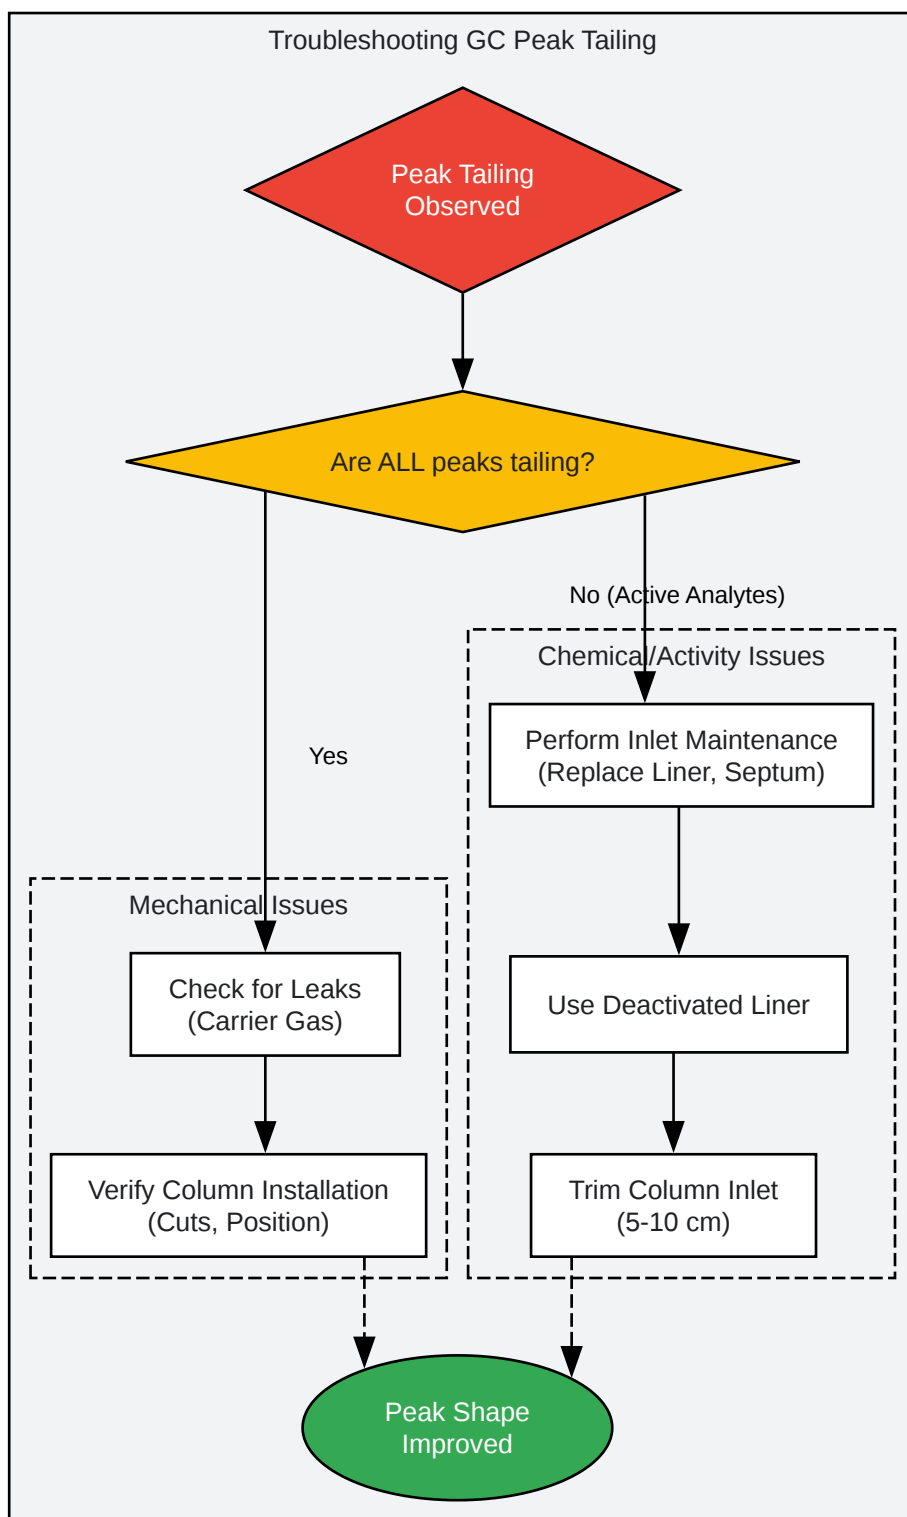 Troubleshooting GC Peak Tailing
Peak Tailing
Observed
Are ALL peaks tailing?
No (Active Analytes)
Chemical/Activity Issues
Perform Inlet Maintenance
(Replace Liner, Septum)
Yes
Mechanical Issues
Check for Leaks
(Carrier Gas)
Use Deactivated Liner
Verify Column Installation
(Cuts, Position)
Trim Column Inlet
(5-10 cm)
Peak Shape
Improved